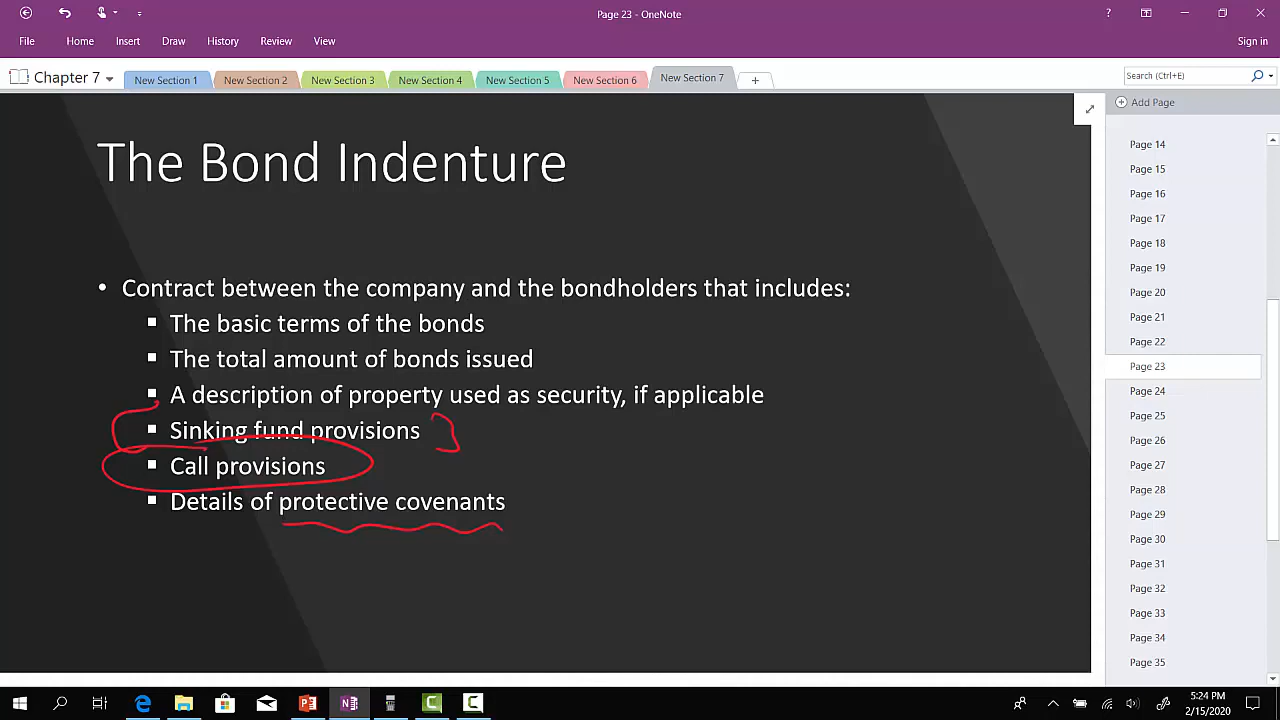 Page 23 - OneNote
File Home Insert Draw History Review View Sign in
Chapter 7 New Section 1 New Section 2 New Section 3 New Section 4 New Section 5 New Section 6 New Section 7 Search (Ctrl+E)
Add Page
The Bond Indenture
• Contract between the company and the bondholders that includes:
▪ The basic terms of the bonds
▪ The total amount of bonds issued
▪ A description of property used as security, if applicable
▪ Sinking fund provisions
▪ Call provisions
▪ Details of protective covenants
Page 14
Page 15
Page 16
Page 17
Page 18
Page 19
Page 20
Page 21
Page 22
Page 23
Page 24
Page 25
Page 26
Page 27
Page 28
Page 29
Page 30
Page 31
Page 32
Page 33
Page 34
Page 35
5:24 PM
2/15/2020